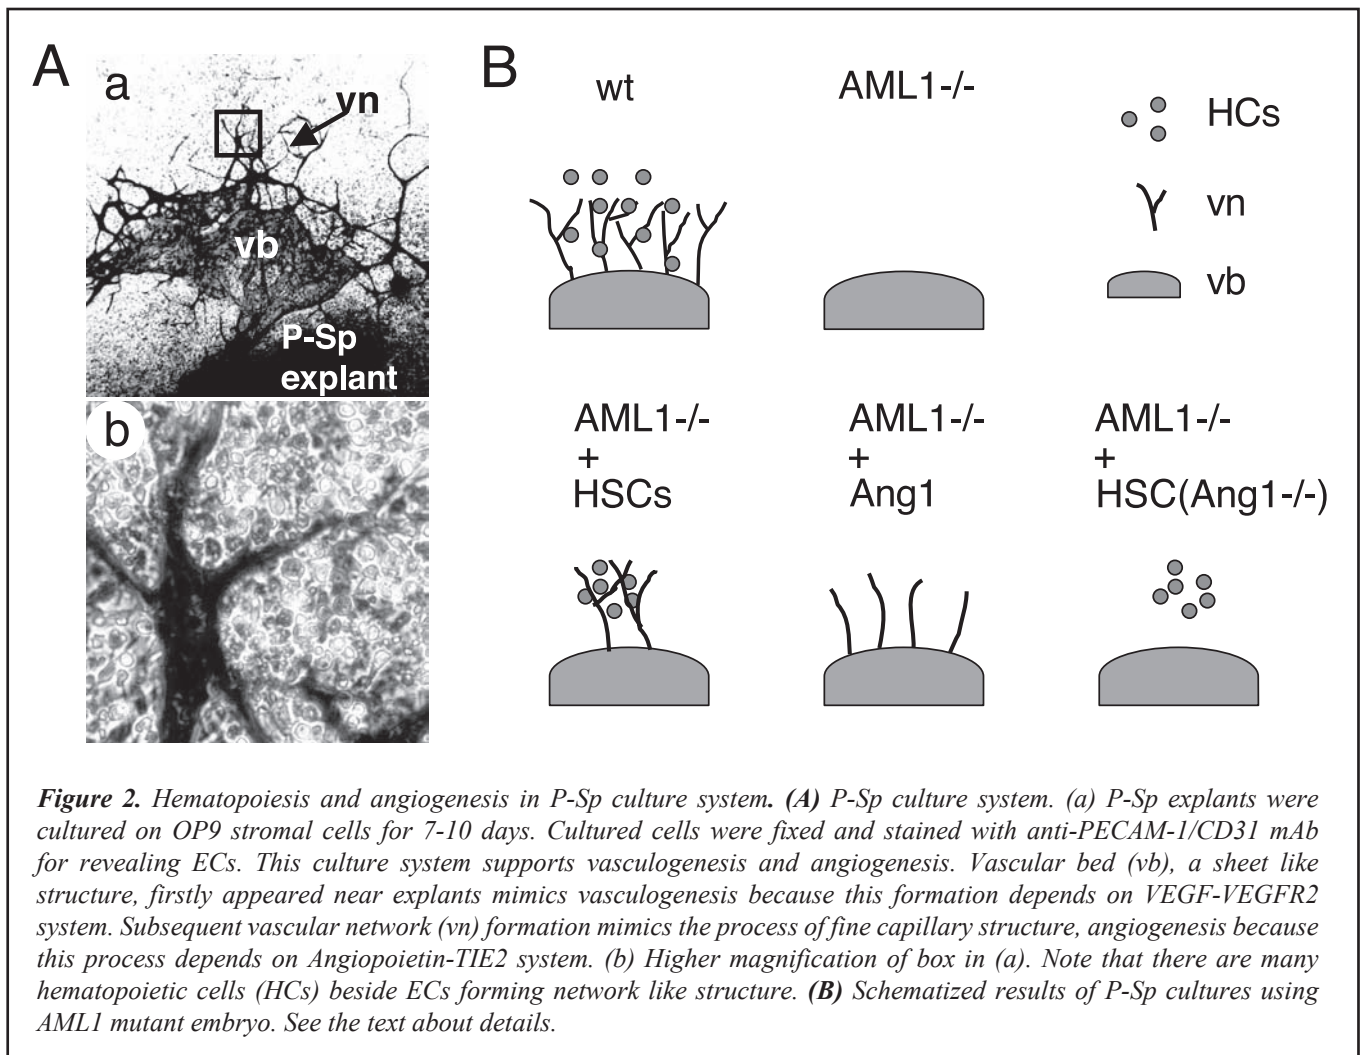 A
a
vn
vb
P-Sp
explant
b
B
wt
AML1-/-
HCs
vn
vb
AML1-/-
+
HSCs
AML1-/-
+
Ang1
AML1-/-
+
HSC(Ang1-/-)
Figure 2. Hematopoiesis and angiogenesis in P-Sp culture system. (A) P-Sp culture system. (a) P-Sp explants were
cultured on OP9 stromal cells for 7-10 days. Cultured cells were fixed and stained with anti-PECAM-1/CD31 mAb
for revealing ECs. This culture system supports vasculogenesis and angiogenesis. Vascular bed (vb), a sheet like
structure, firstly appeared near explants mimics vasculogenesis because this formation depends on VEGF-VEGFR2
system. Subsequent vascular network (vn) formation mimics the process of fine capillary structure, angiogenesis because
this process depends on Angiopoietin-TIE2 system. (b) Higher magnification of box in (a). Note that there are many
hematopoietic cells (HCs) beside ECs forming network like structure. (B) Schematized results of P-Sp cultures using
AML1 mutant embryo. See the text about details.